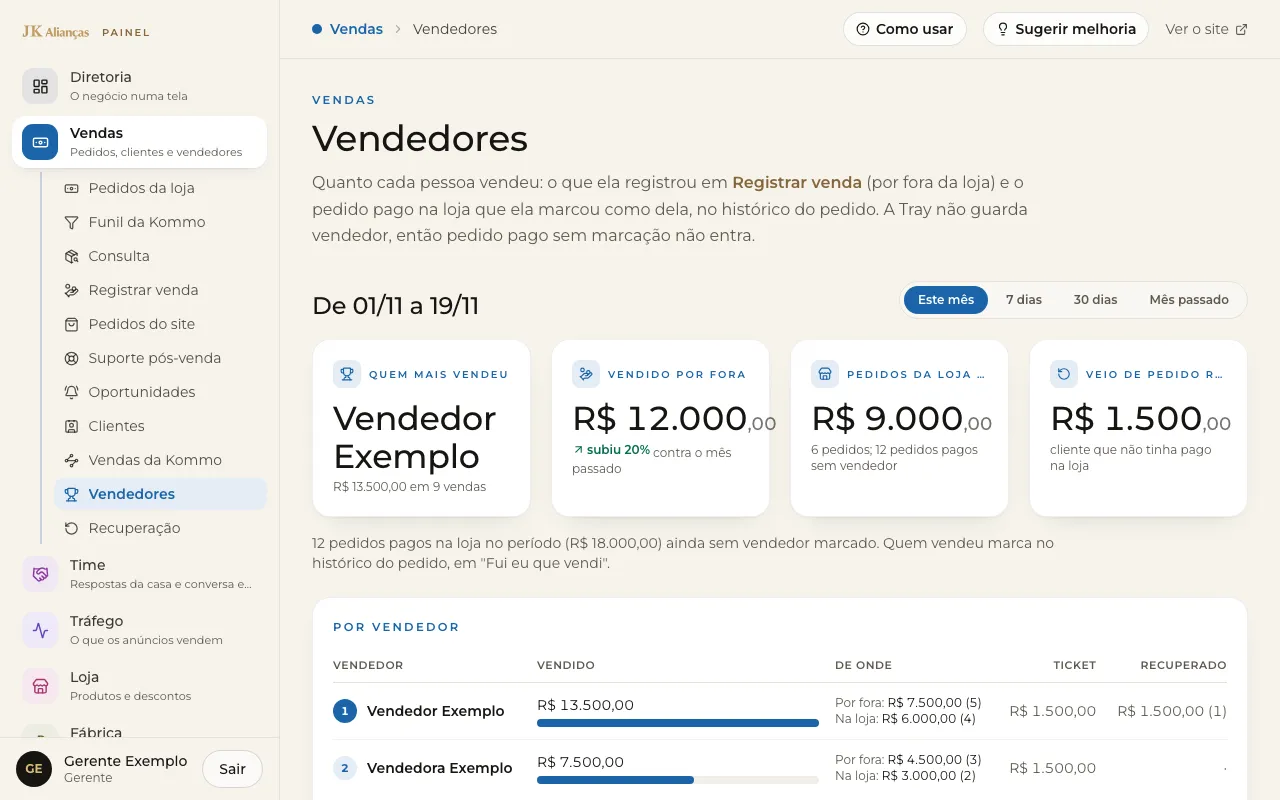 JK Alianças PAINEL
Diretoria
O negócio numa tela
Vendas
Pedidos, clientes e vendedores
Pedidos da loja
Funil da Kommo
Consulta
Registrar venda
Pedidos do site
Suporte pós-venda
Oportunidades
Clientes
Vendas da Kommo
Vendedores
Recuperação
Time
Respostas da casa e conversa e...
Tráfego
O que os anúncios vendem
Loja
Produtos e descontos
Fábrica
GE
Gerente Exemplo
Gerente
Sair
Vendas > Vendedores
Como usar
Sugerir melhoria
Ver o site
VENDAS
Vendedores
Quanto cada pessoa vendeu: o que ela registrou em Registrar venda (por fora da loja) e o
pedido pago na loja que ela marcou como dela, no histórico do pedido. A Tray não guarda
vendedor, então pedido pago sem marcação não entra.
De 01/11 a 19/11
Este mês 7 dias 30 dias Mês passado
QUEM MAIS VENDEU
Vendedor
Exemplo
R$ 13.500,00 em 9 vendas
VENDIDO POR FORA
R$ 12.000,00
subiu 20% contra o mês
passado
PEDIDOS DA LOJA ...
R$ 9.000,00
6 pedidos; 12 pedidos pagos
sem vendedor
VEIO DE PEDIDO R...
R$ 1.500,00
cliente que não tinha pago
na loja
12 pedidos pagos na loja no período (R$ 18.000,00) ainda sem vendedor marcado. Quem vendeu marca no
histórico do pedido, em "Fui eu que vendi".
POR VENDEDOR
VENDEDOR VENDIDO DE ONDE TICKET RECUPERADO
1 Vendedor Exemplo R$ 13.500,00 Por fora: R$ 7.500,00 (5) R$ 1.500,00 R$ 1.500,00 (1)
Na loja: R$ 6.000,00 (4)
2 Vendedora Exemplo R$ 7.500,00 Por fora: R$ 4.500,00 (3) R$ 1.500,00 ·
Na loja: R$ 3.000,00 (2)